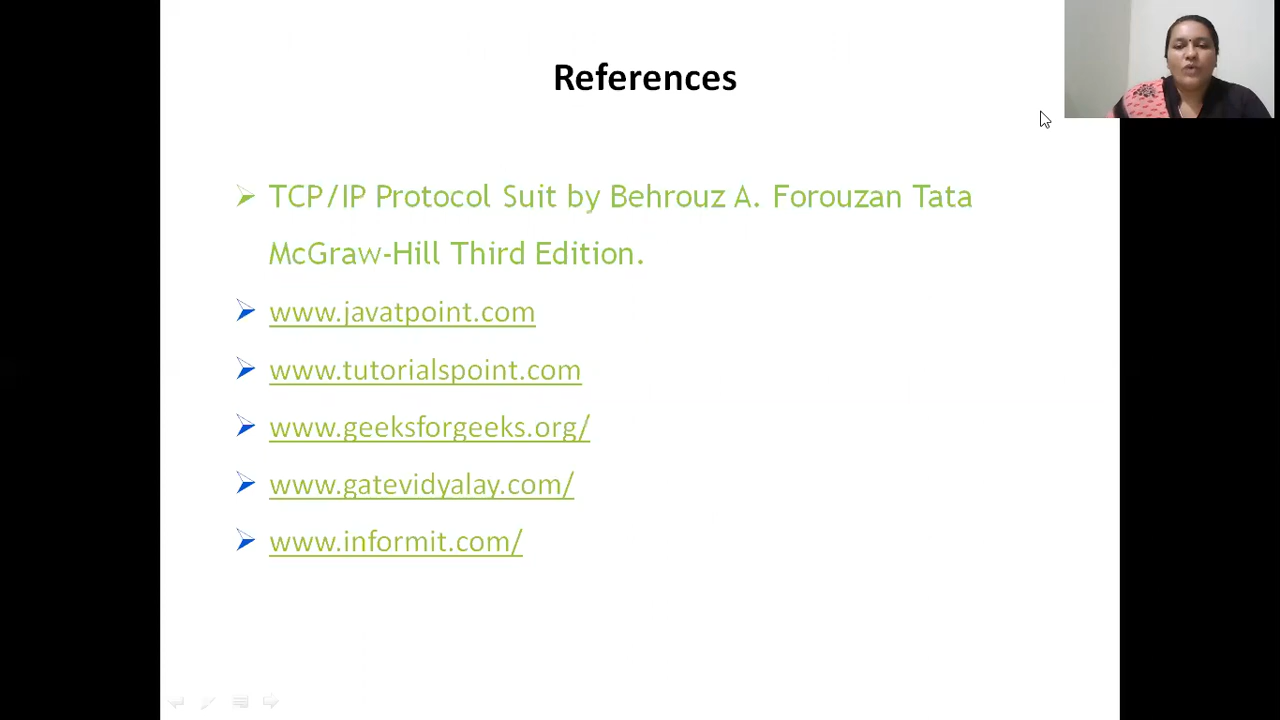 References
TCP/IP Protocol Suit by Behrouz A. Forouzan Tata
McGraw-Hill Third Edition.
www.javatpoint.com
www.tutorialspoint.com
www.geeksforgeeks.org/
www.gatevidyalay.com/
www.informit.com/